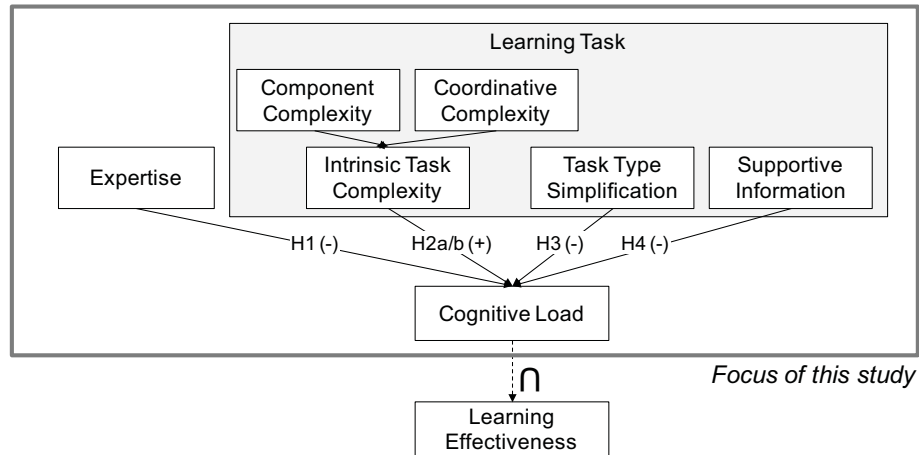 Learning Task
Component
Complexity
Coordinative
Complexity
Expertise
Intrinsic Task
Complexity
Task Type
Simplification
Supportive
Information
H1 (-)
H2a/b (+)
H3 (-)
H4 (-)
Cognitive Load
∩
Focus of this study
Learning
Effectiveness